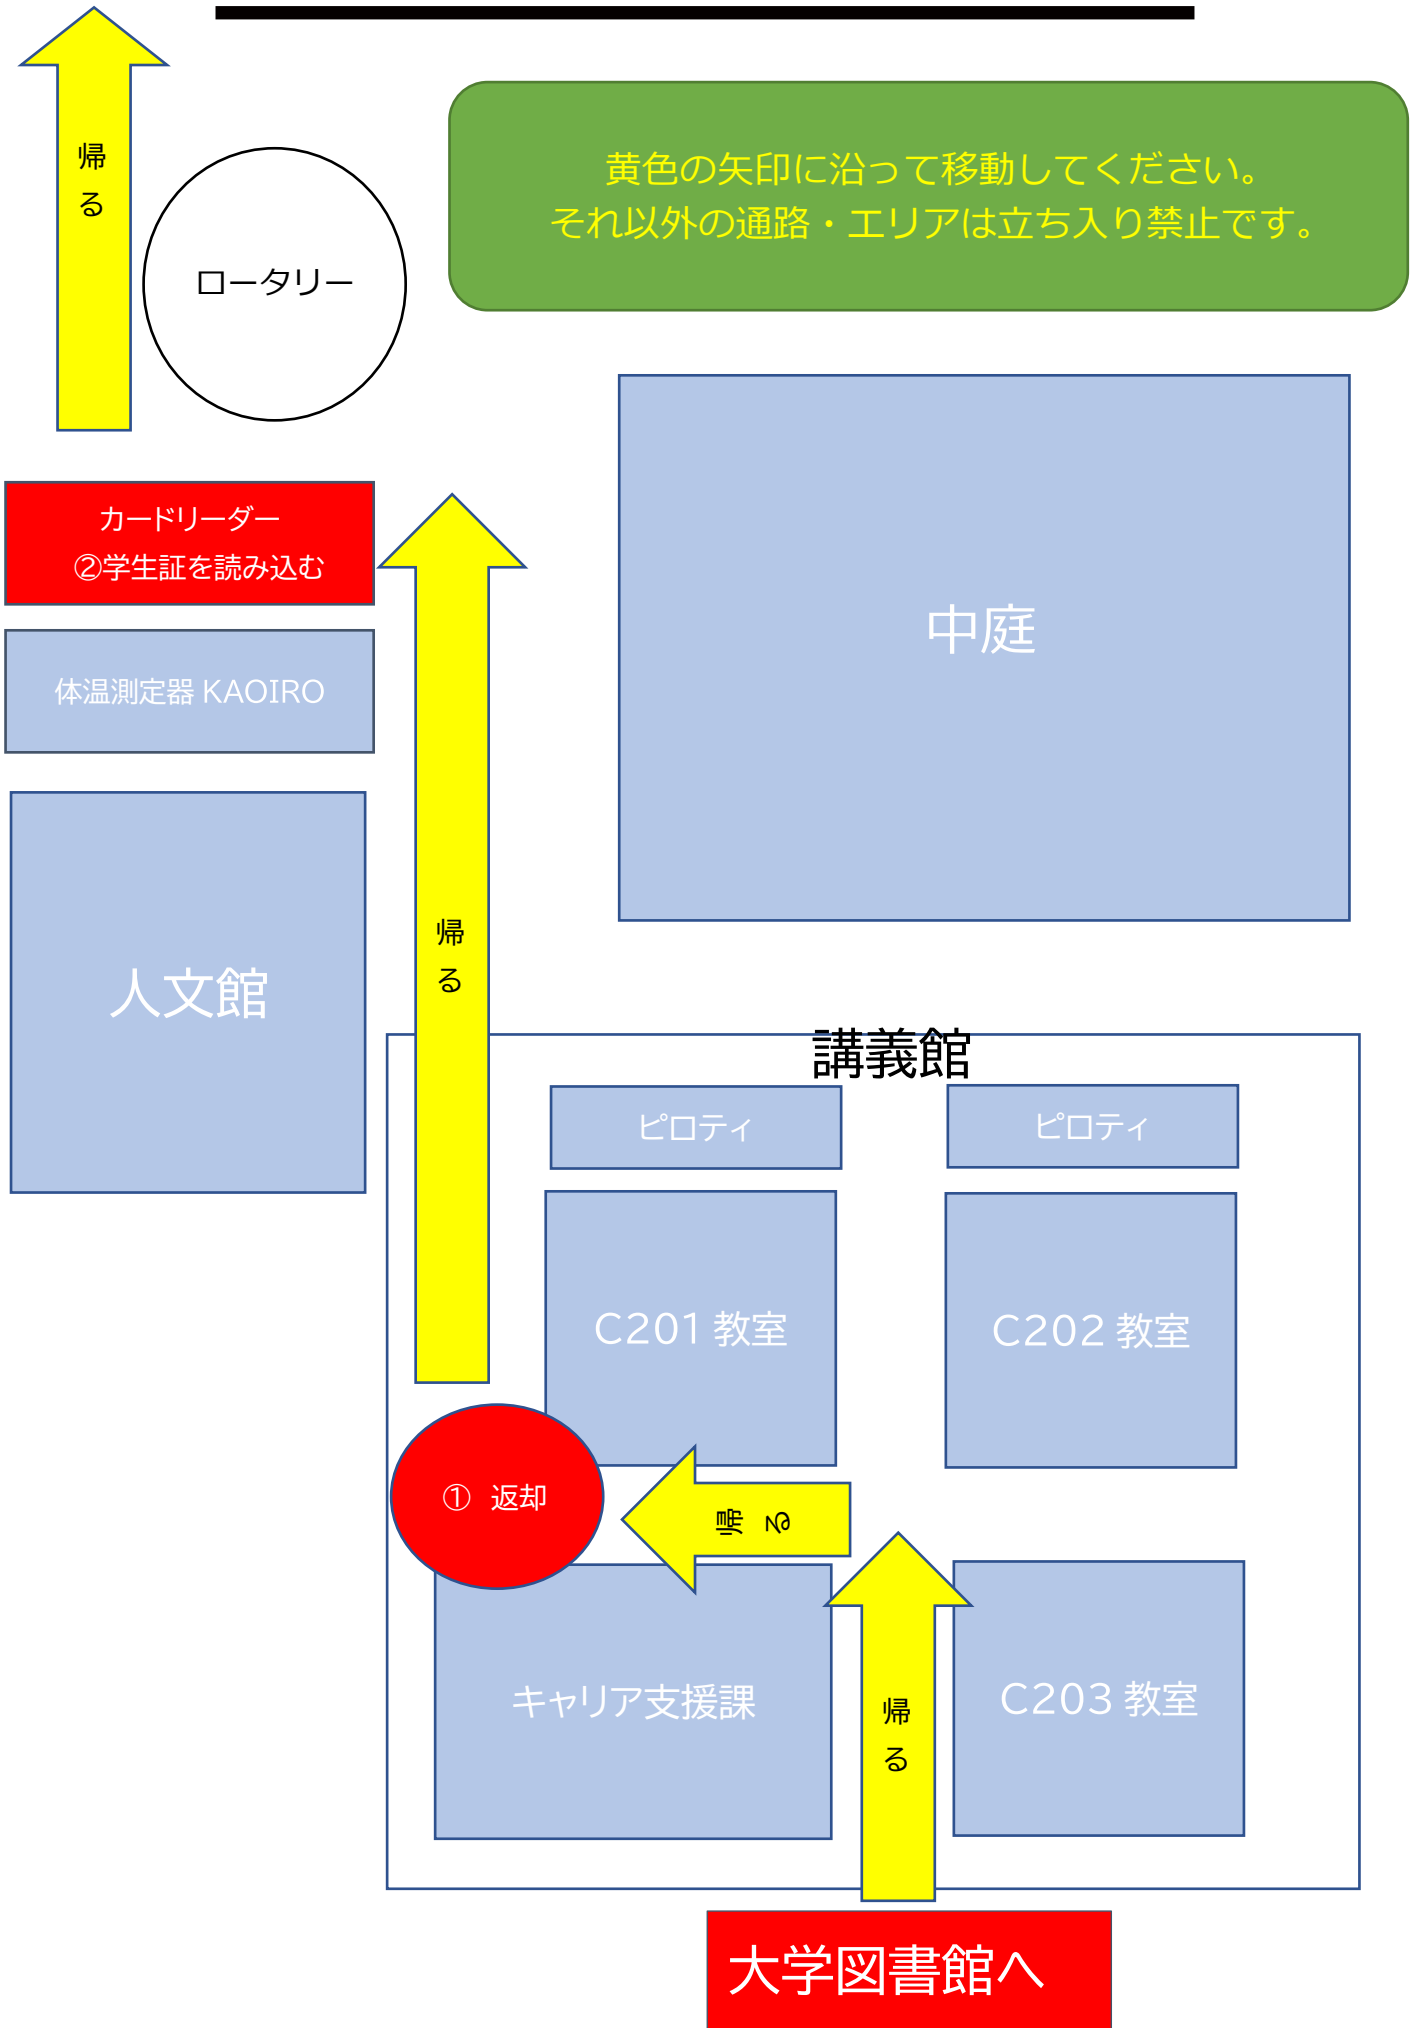 帰
る
黄色の矢印に沿って移動してください。
それ以外の通路・エリアは立ち入り禁止です。
ロータリー
カードリーダー
②学生証を読み込む
中庭
体温測定器 KAOIRO
帰
る
人文館
講義館
ピロティ
ピロティ
C201 教室
C202 教室
① 返却
帰る
キャリア支援課
帰
る
C203 教室
大学図書館へ